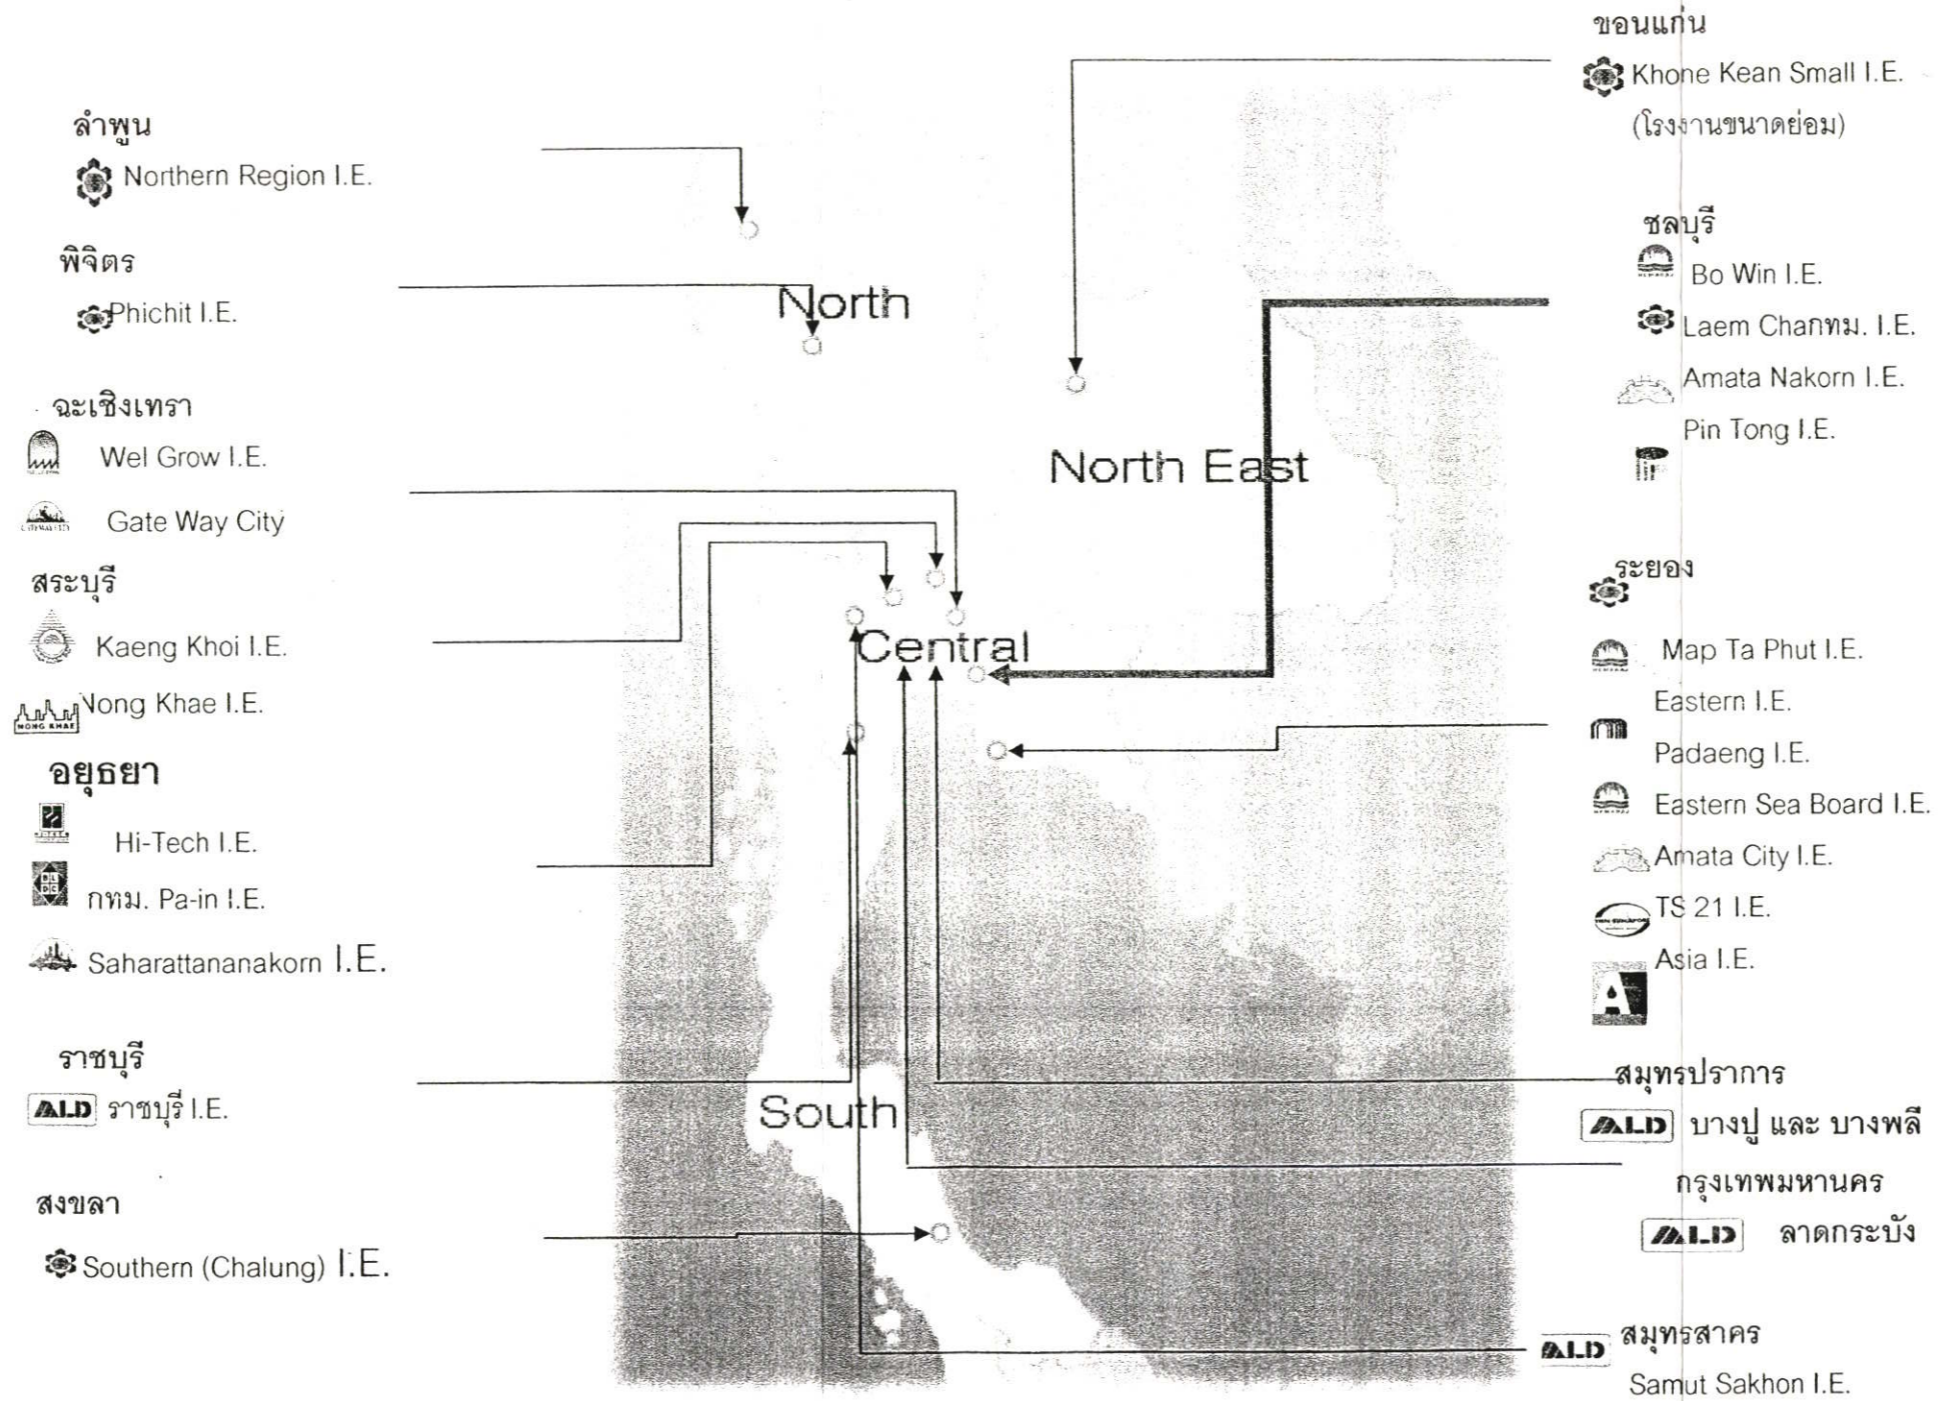 ลำพูน
Northern Region I.E.
พิจิตร
Phichit I.E.
ฉะเชิงเทรา
Wel Grow I.E.
Gate Way City
สระบุรี
Kaeng Khoi I.E.
Nong Khae I.E.
NONG KHAE
อยุธยา
Hi-Tech I.E.
กทม. Pa-in I.E.
Saharattananakorn I.E.
ราชบุรี
ALD ราชบุรี I.E.
สงขลา
Southern (Chalung) I.E.
North
North East
Central
South
ขอนแก่น
Khone Kean Small I.E.
(โรงงานขนาดย่อม)
ชลบุรี
Bo Win I.E.
Laem Chanทม. I.E.
Amata Nakorn I.E.
Pin Tong I.E.
ระยอง
Map Ta Phut I.E.
Eastern I.E.
Padaeng I.E.
Eastern Sea Board I.E.
Amata City I.E.
TS 21 I.E.
Asia I.E.
A
สมุทรปราการ
ALD บางปู และ บางพลี
กรุงเทพมหานคร
ALD ลาดกระบัง
ALD สมุทรสาคร
Samut Sakhon I.E.